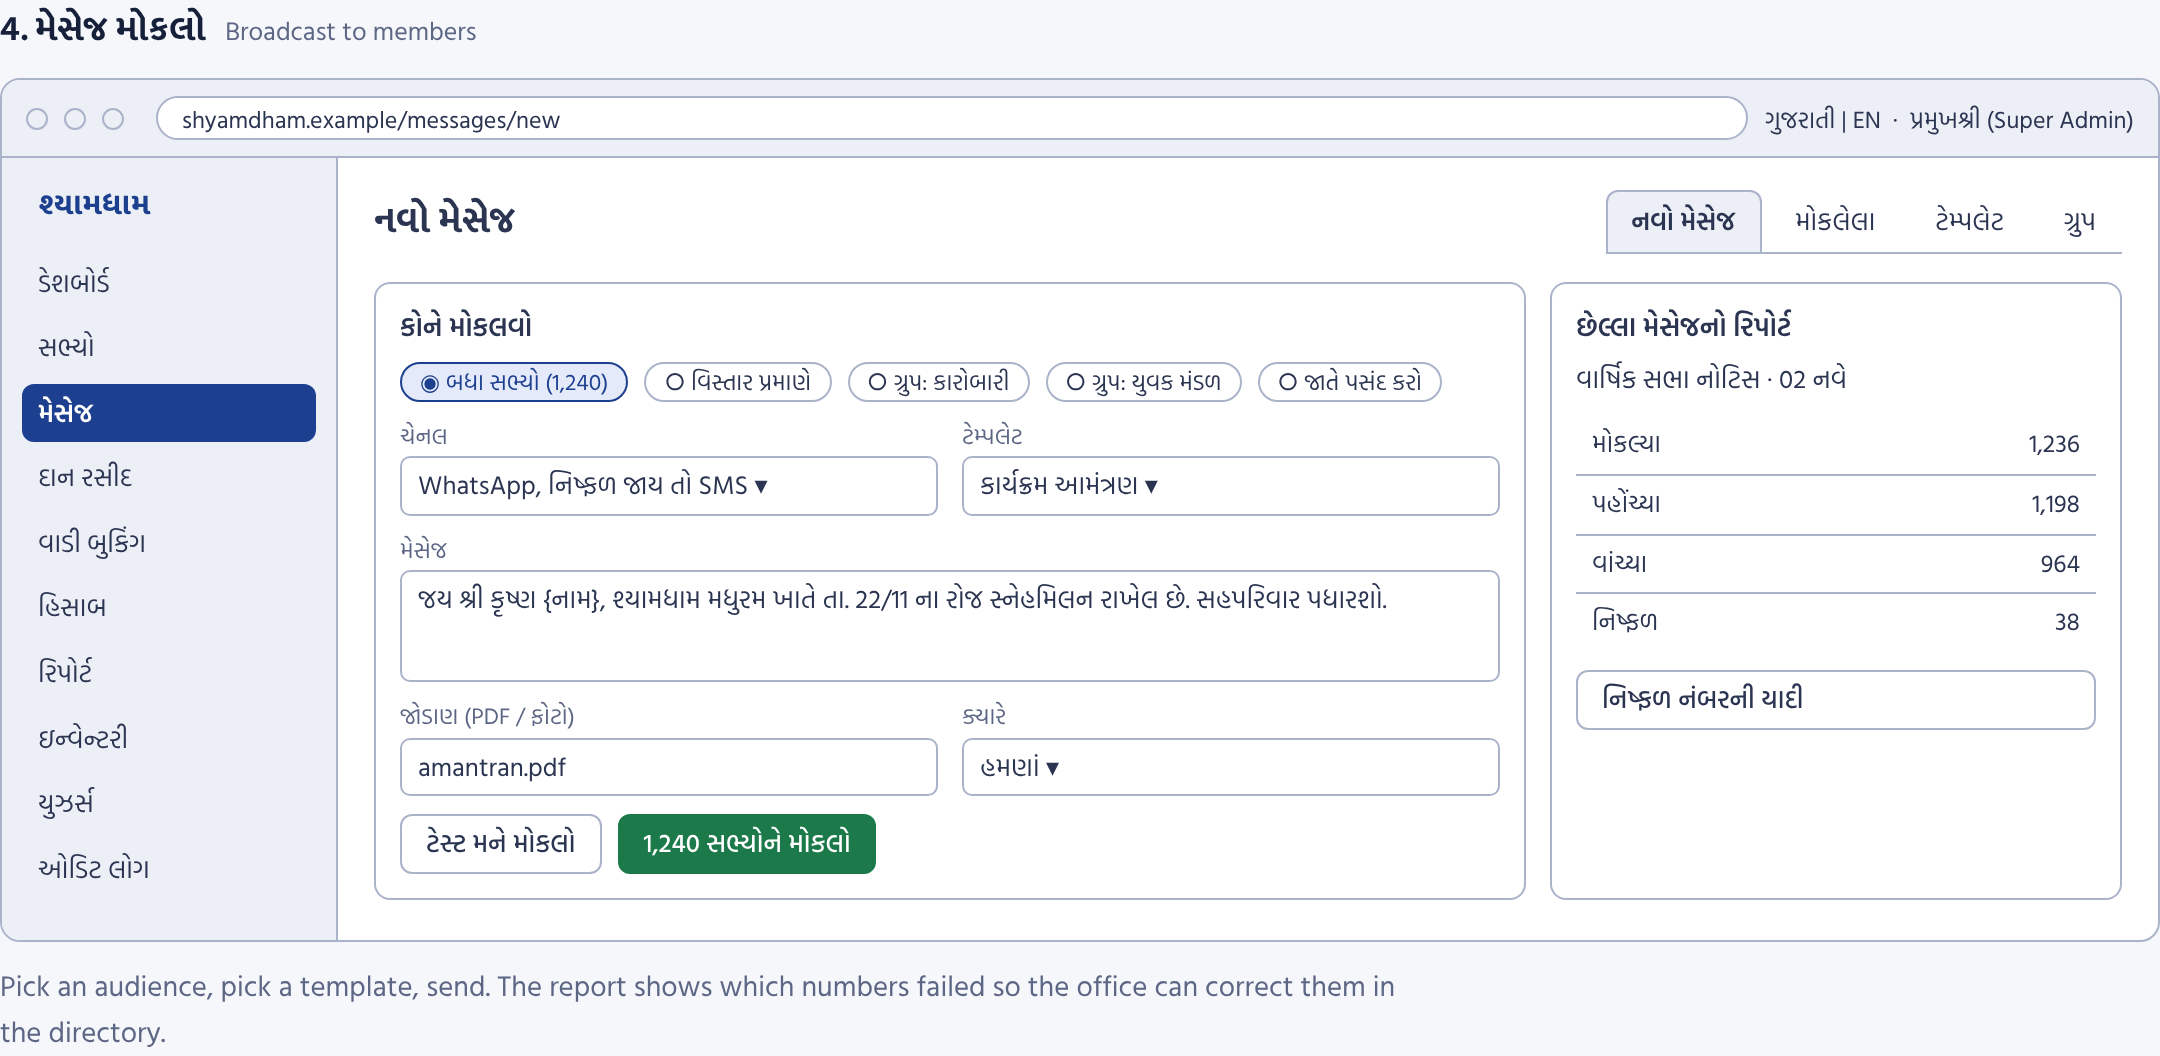 4. મેસેજ મોકલો Broadcast to members
shyamdham.example/messages/new
ગુજરાતી | EN · પ્રમુખશ્રી (Super Admin)
શ્યામધામ
ડેશબોર્ડ
સભ્યો
મેસેજ
દાન રસીદ
વાડી બુકિંગ
હિસાબ
રિપોર્ટ
ઇન્વેન્ટરી
યુઝર્સ
ઓડિટ લોગ
નવો મેસેજ
નવો મેસેજ મોકલેલા ટેમ્પલેટ ગ્રુપ
કોને મોકલવો
◉ બધા સભ્યો (1,240) ○ વિસ્તાર પ્રમાણે ○ ગ્રુપ: કારોબારી ○ ગ્રુપ: યુવક મંડળ ○ જાતે પસંદ કરો
ચેનલ ટેમ્પલેટ
WhatsApp, નિષ્ફળ જાય તો SMS ▾ કાર્યક્રમ આમંત્રણ ▾
મેસેજ
જય શ્રી કૃષ્ણ {નામ}, શ્યામધામ મધુરમ ખાતે તા. 22/11 ના રોજ સ્નેહમિલન રાખેલ છે. સહપરિવાર પધારશો.
જોડાણ (PDF / ફોટો) ક્યારે
amantran.pdf હમણાં ▾
ટેસ્ટ મને મોકલો 1,240 સભ્યોને મોકલો
છેલ્લા મેસેજનો રિપોર્ટ
વાર્ષિક સભા નોટિસ · 02 નવે
મોકલ્યા 1,236
પહોંચ્યા 1,198
વાંચ્યા 964
નિષ્ફળ 38
નિષ્ફળ નંબરની યાદી
Pick an audience, pick a template, send. The report shows which numbers failed so the office can correct them in
the directory.